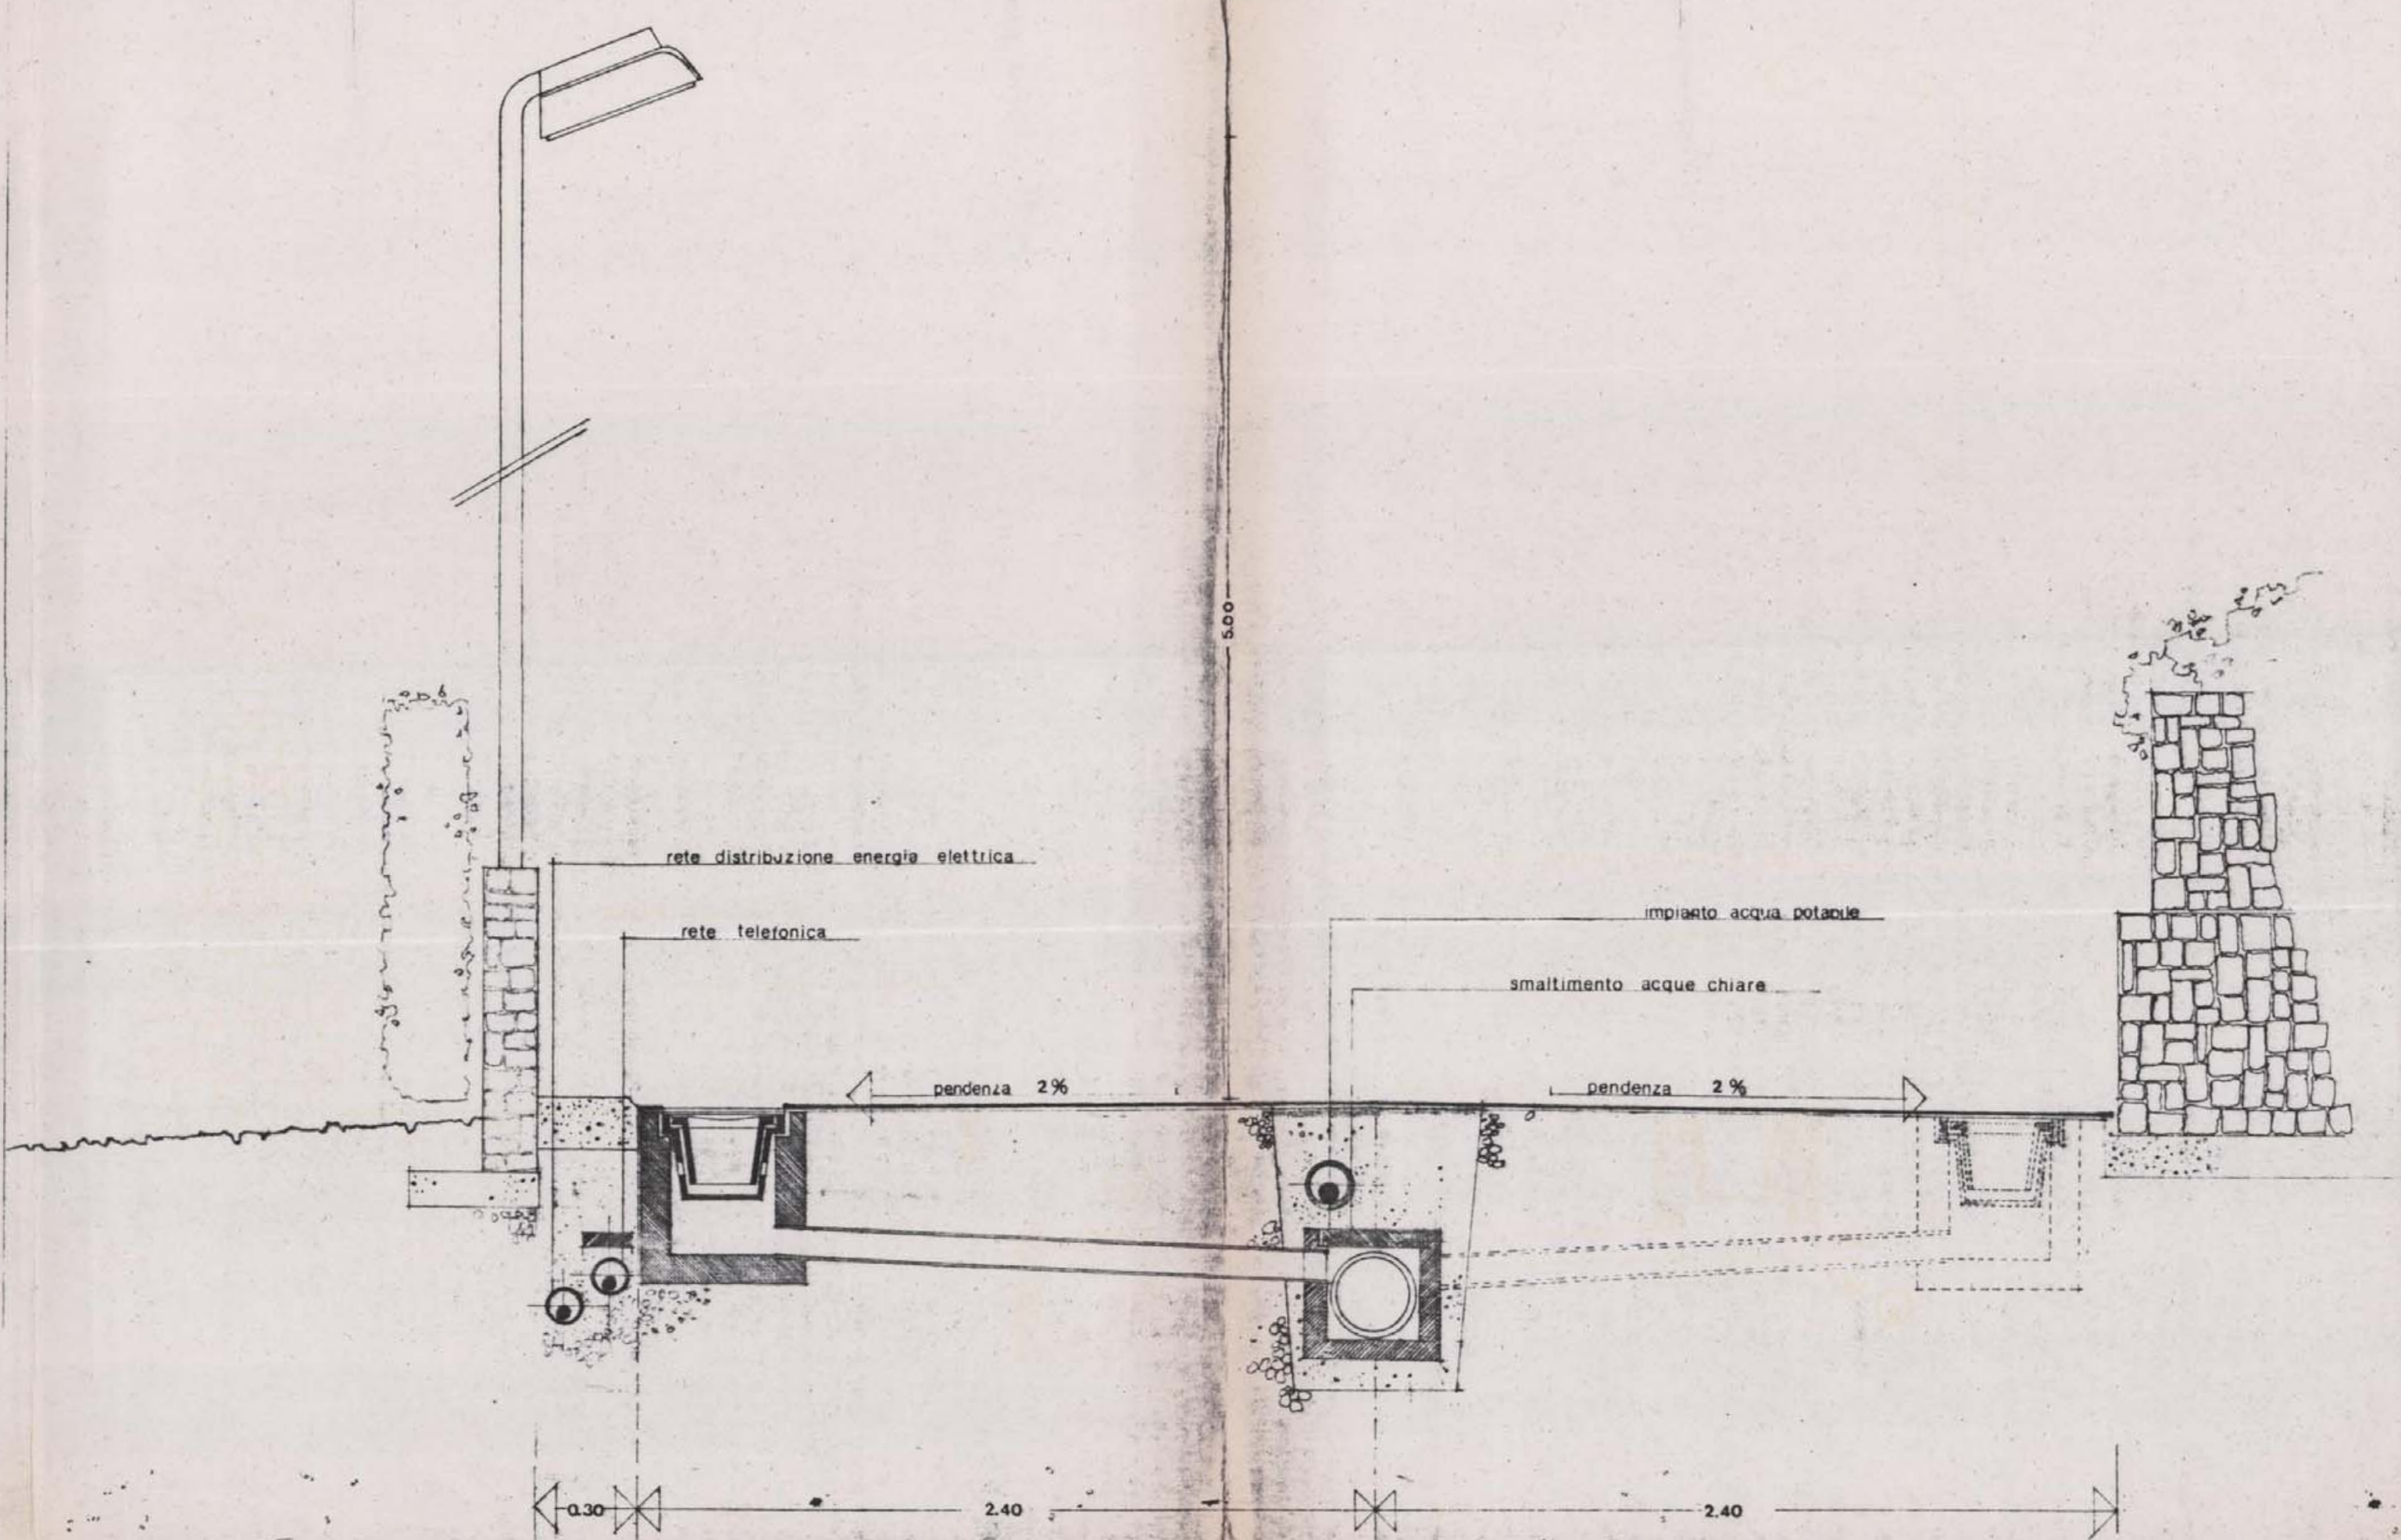 5.00
rete distribuzione energia elettrica
rete telefonica
impianto acqua potabile
smaltimento acque chiare
pendenza 2%
pendenza 2%
0.30
2.40
2.40